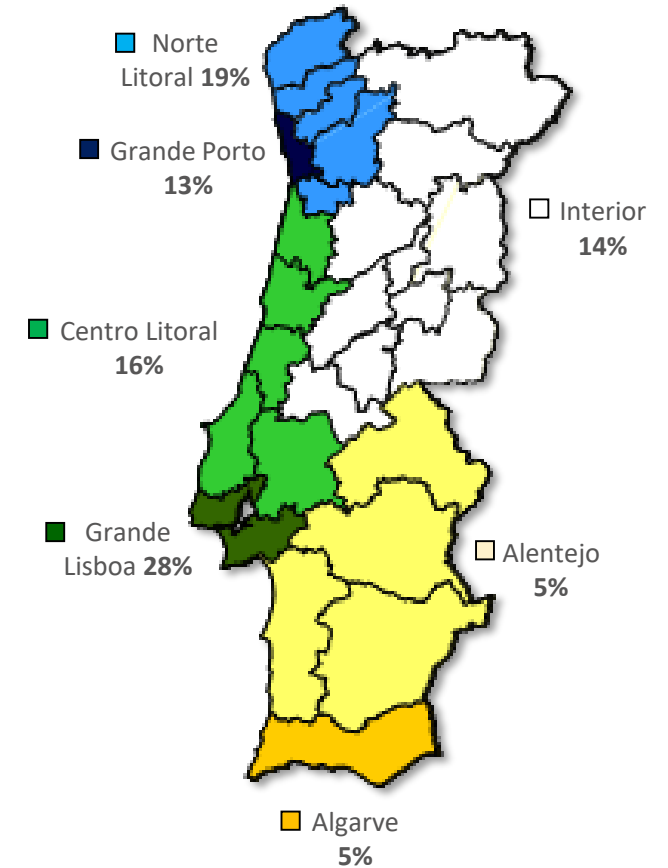 Norte
Litoral 19%
Grande Porto
13%
Interior
14%
Centro Litoral
16%
Grande
Lisboa 28%
Alentejo
5%
Algarve
5%